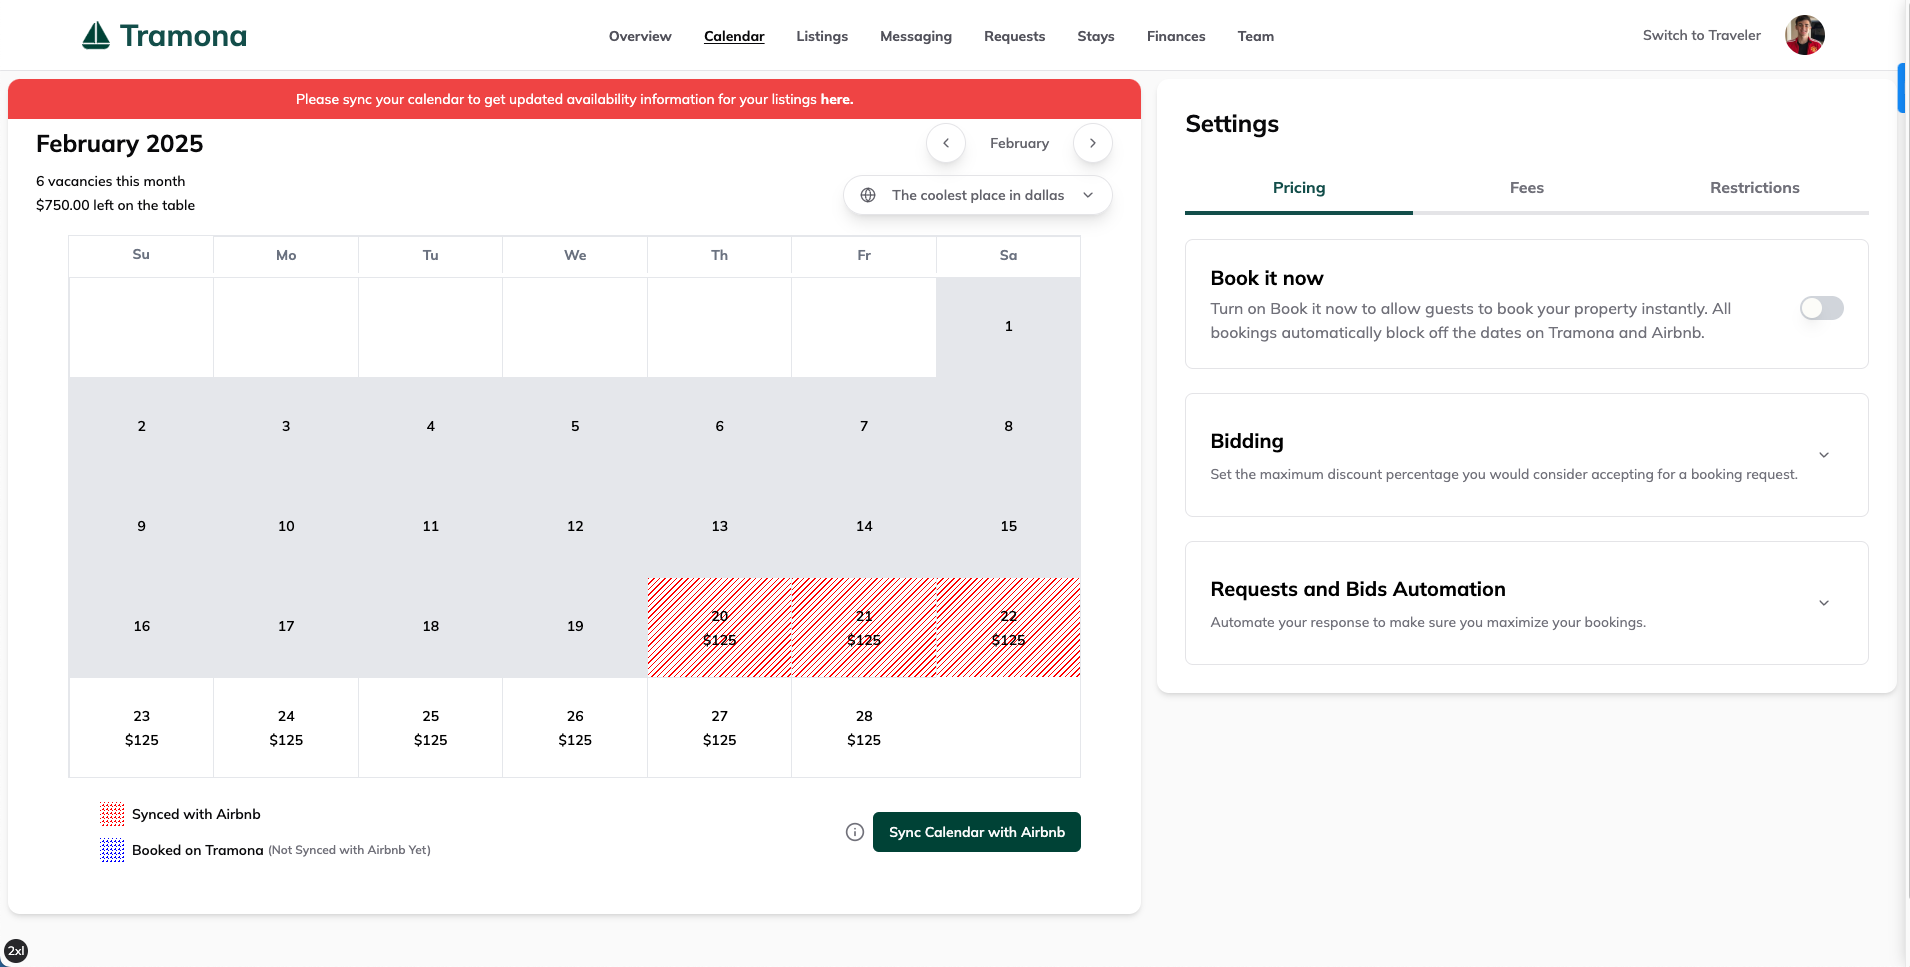 Tramona
Overview
Calendar
Listings
Messaging
Requests
Stays
Finances
Team
Switch to Traveler
Please sync your calendar to get updated availability information for your listings here.
February 2025
February
6 vacancies this month
$750.00 left on the table
The coolest place in dallas
Su Mo Tu We Th Fr Sa
1
2 3 4 5 6 7 8
9 10 11 12 13 14 15
16 17 18 19 20 21 22
$125 $125 $125
23 24 25 26 27 28
$125 $125 $125 $125 $125 $125
Synced with Airbnb
Booked on Tramona (Not Synced with Airbnb Yet)
Sync Calendar with Airbnb
Settings
Pricing
Fees
Restrictions
Book it now
Turn on Book it now to allow guests to book your property instantly. All
bookings automatically block off the dates on Tramona and Airbnb.
Bidding
Set the maximum discount percentage you would consider accepting for a booking request.
Requests and Bids Automation
Automate your response to make sure you maximize your bookings.
2xl